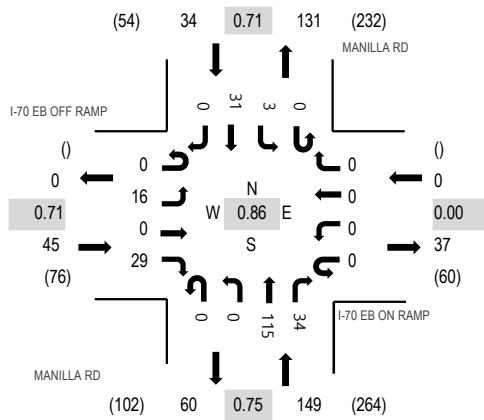 (54) 34 0.71 131 (232)
MANILLA RD
I-70 EB OFF RAMP
0 31 3 0
() ()
0 0 0 0
16 N 0
0.71 W 0.86 E 0.00
0 0
45 S 37
29 0
(76) (60)
0 0 115 34
I-70 EB ON RAMP
MANILLA RD
(102) 60 0.75 149 (264)